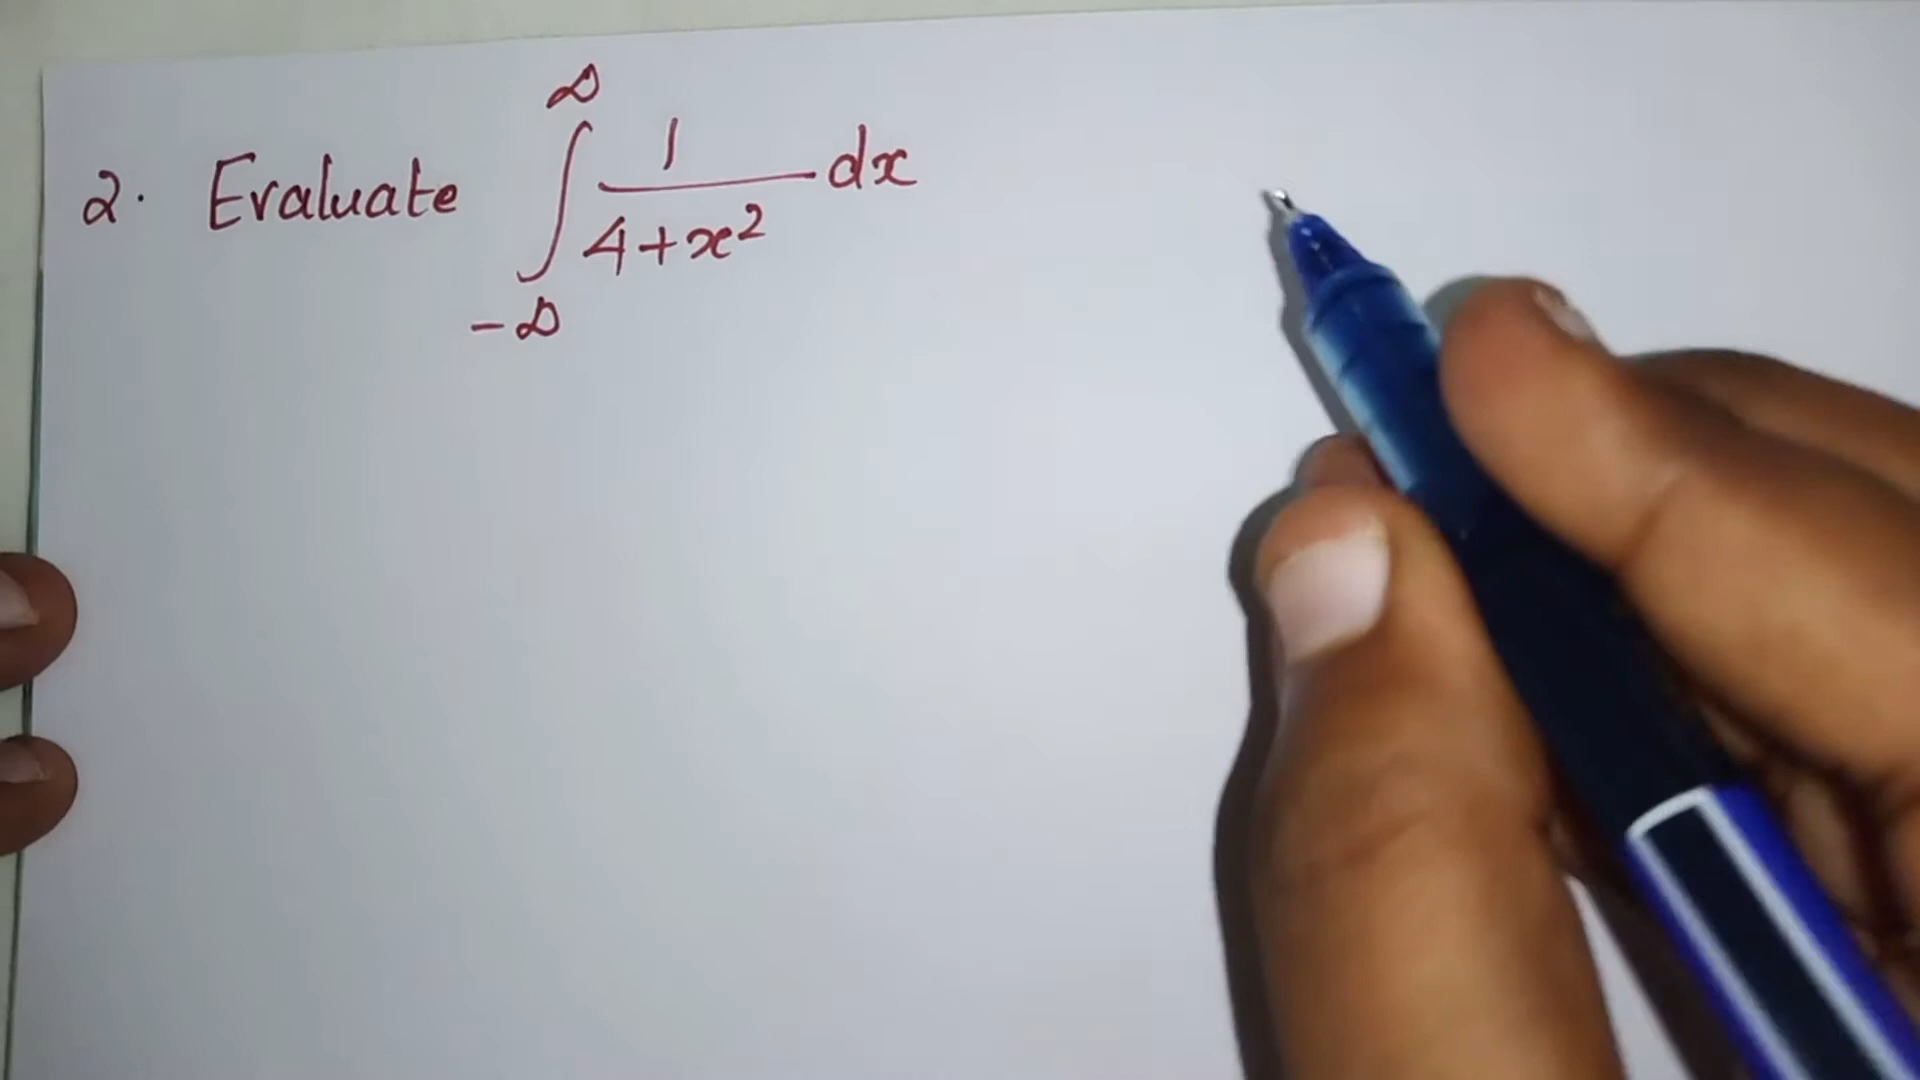 2. Evaluate ∫_{-∞}^{∞} 1/(4+x²) dx